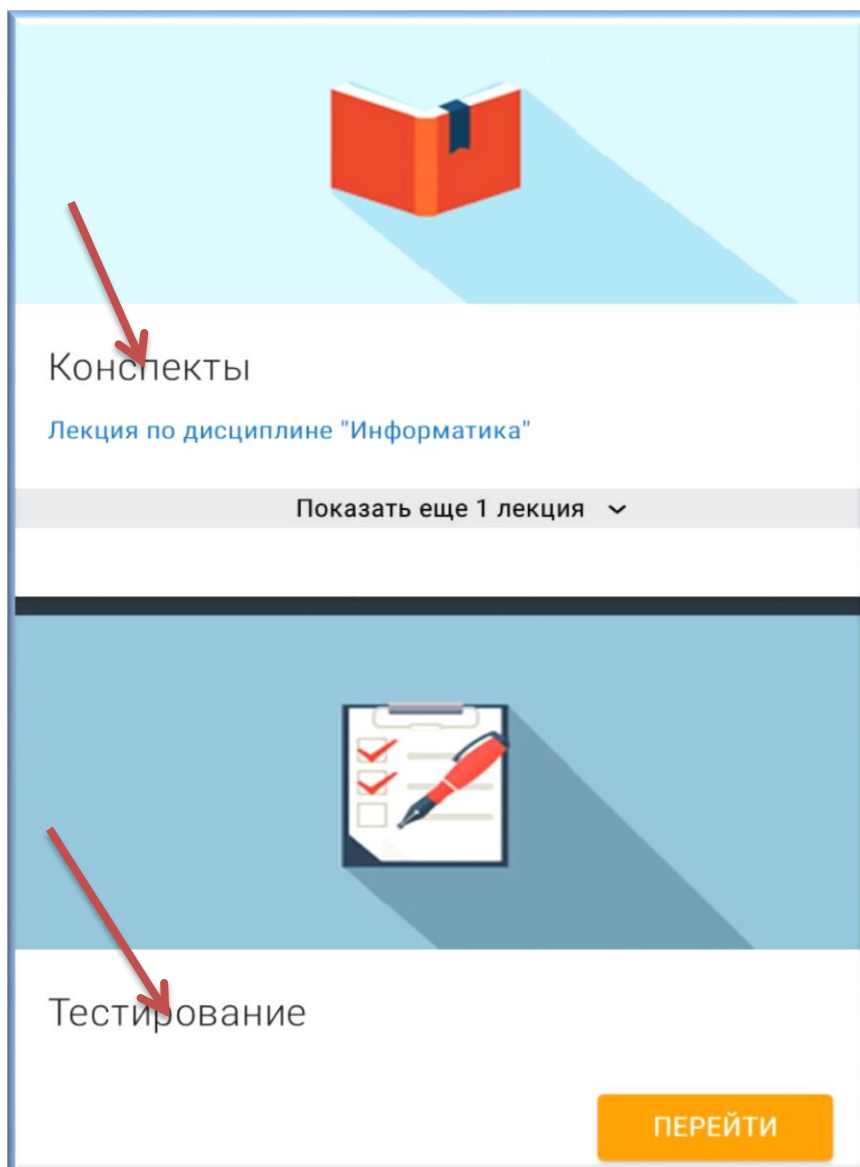 Конспекты
Лекция по дисциплине "Информатика"
Показать еще 1 лекция
Тестирование
ПЕРЕЙТИ